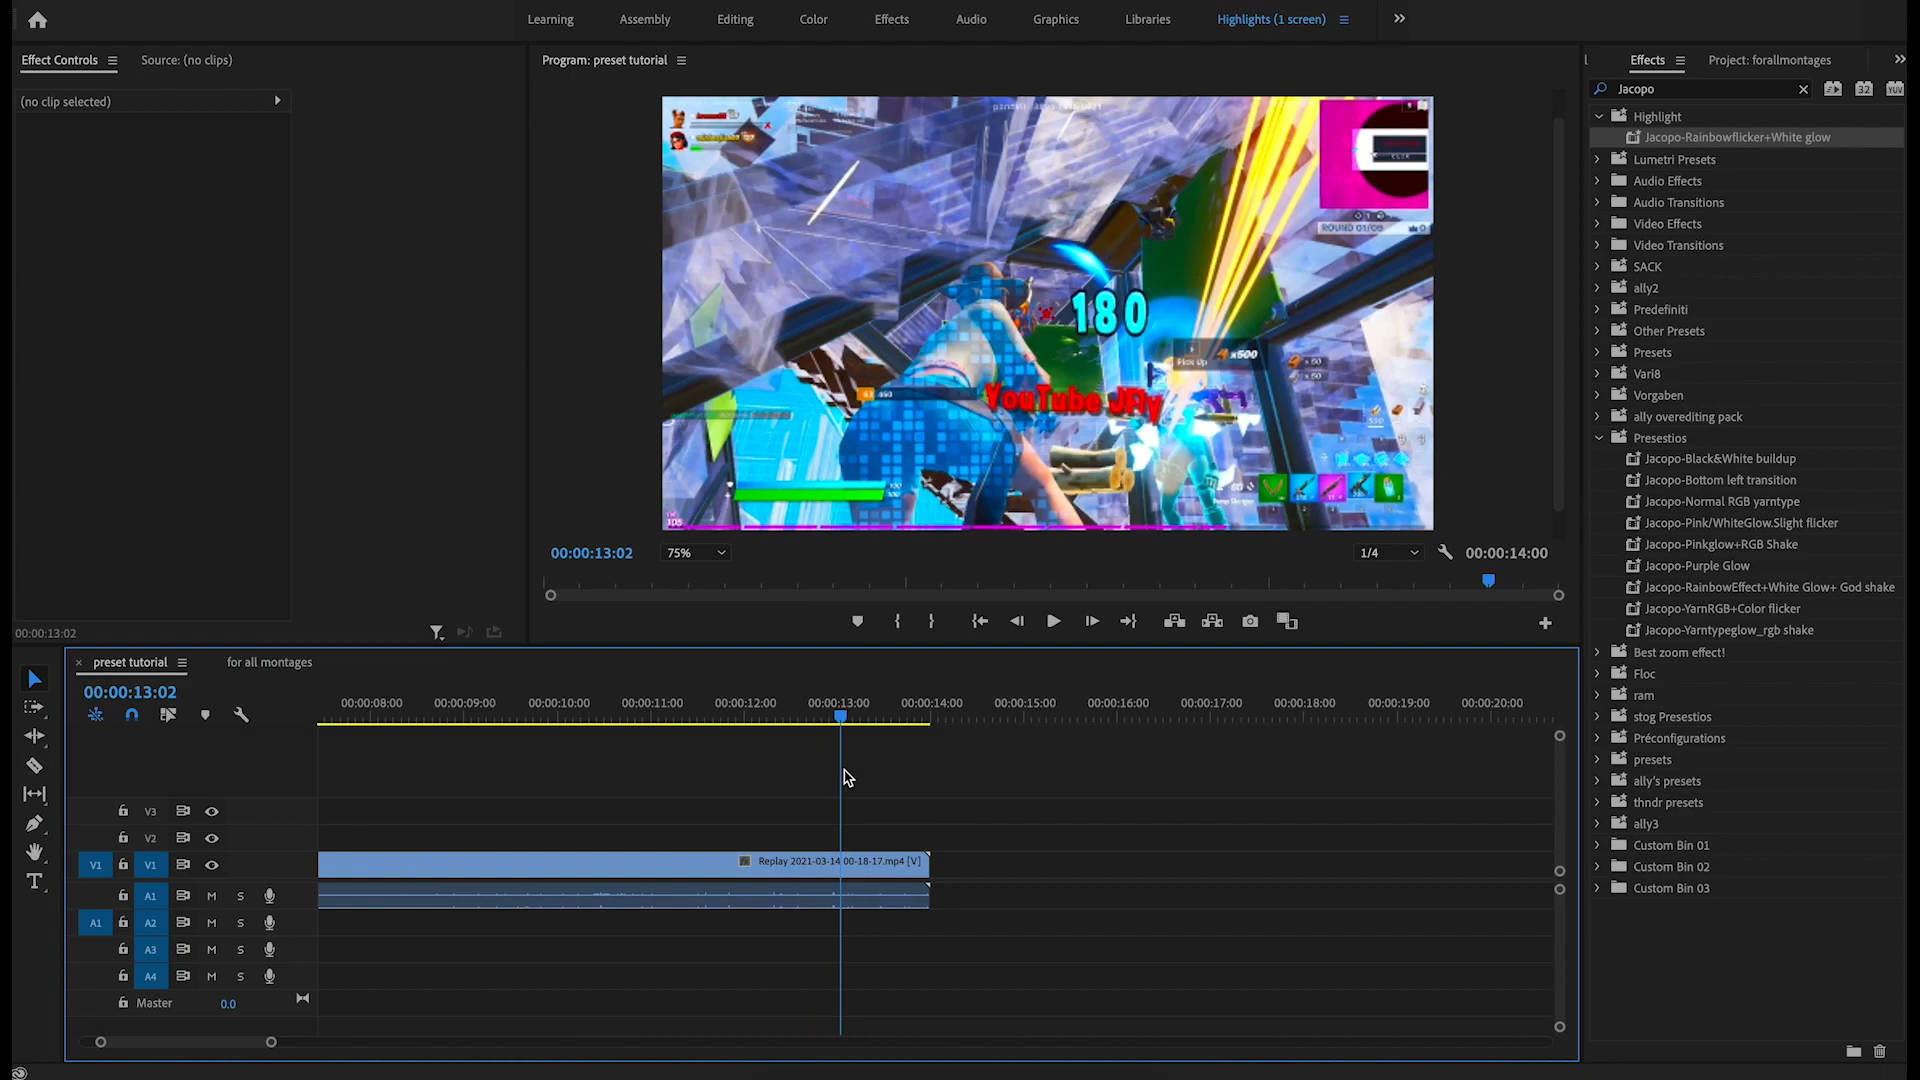 Learning Assembly Editing Color Effects Audio Graphics Libraries Highlights (1 screen)
Effect Controls Source: (no clips)
(no clip selected)
00:00:13:02
Program: preset tutorial
180
Pick Up x500
YouTube JFly
ROUND 01/05
00:00:13:02 75% 1/4 00:00:14:00
Effects Project: forallmontages
Jacopo
Highlight
Jacopo-Rainbowflicker+White glow
Lumetri Presets
Audio Effects
Audio Transitions
Video Effects
Video Transitions
SACK
ally2
Predefiniti
Other Presets
Presets
Vari8
Vorgaben
ally overediting pack
Presestios
Jacopo-Black&White buildup
Jacopo-Bottom left transition
Jacopo-Normal RGB yarntype
Jacopo-Pink/WhiteGlow.Slight flicker
Jacopo-Pinkglow+RGB Shake
Jacopo-Purple Glow
Jacopo-RainbowEffect+White Glow+ God shake
Jacopo-YarnRGB+Color flicker
Jacopo-Yarntypeglow_rgb shake
Best zoom effect!
Floc
ram
stog Presestios
Préconfigurations
presets
ally's presets
thndr presets
ally3
Custom Bin 01
Custom Bin 02
Custom Bin 03
preset tutorial for all montages
00:00:13:02
00:00:08:00 00:00:09:00 00:00:10:00 00:00:11:00 00:00:12:00 00:00:13:00 00:00:14:00 00:00:15:00 00:00:16:00 00:00:17:00 00:00:18:00 00:00:19:00 00:00:20:00
V3
V2
V1 V1 Replay 2021-03-14 00-18-17.mp4 [V]
A1 M S
A1 A2 M S
A3 M S
A4 M S
Master 0.0